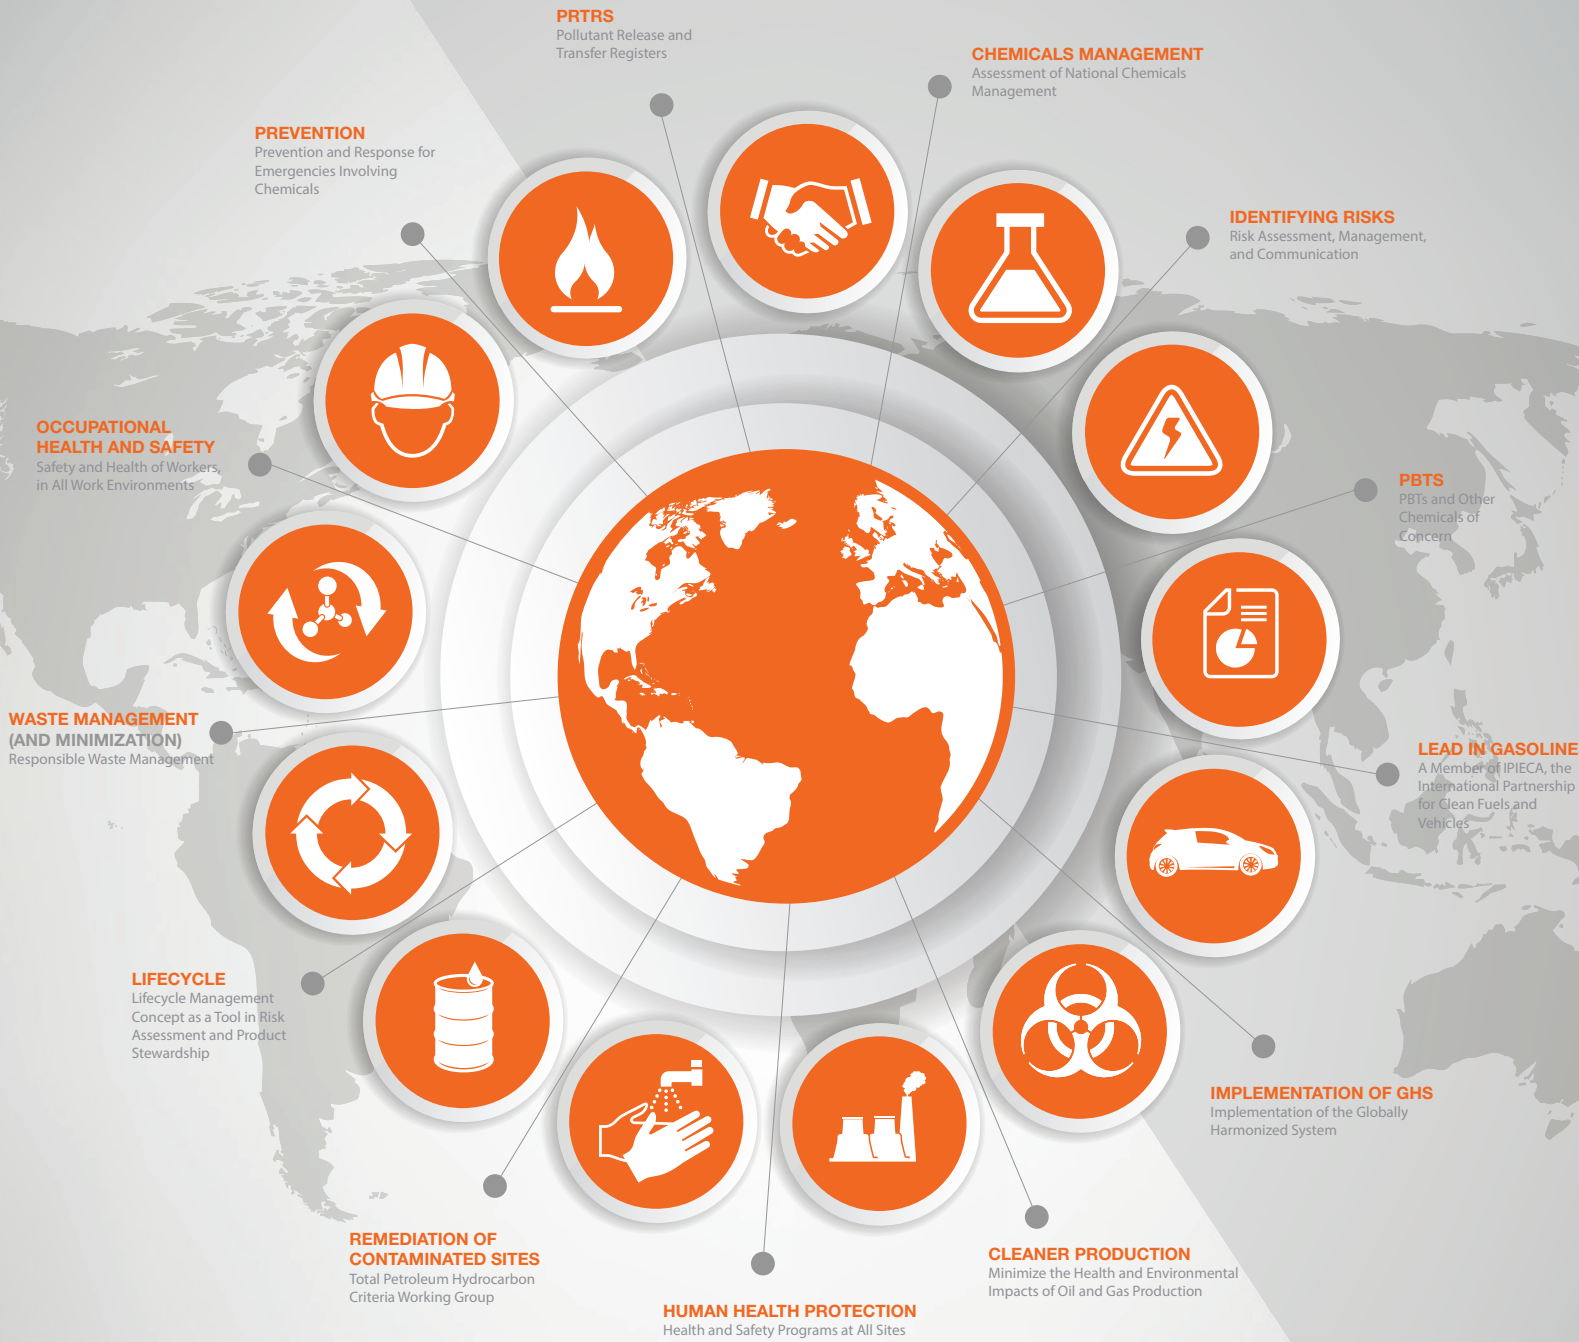 PRTRS
Pollutant Release and
Transfer Registers
CHEMICALS MANAGEMENT
Assessment of National Chemicals
Management
PREVENTION
Prevention and Response for
Emergencies Involving
Chemicals
IDENTIFYING RISKS
Risk Assessment, Management,
and Communication
OCCUPATIONAL
HEALTH AND SAFETY
Safety and Health of Workers,
in All Work Environments
PBTS
PBTs and Other
Chemicals of
Concern
WASTE MANAGEMENT
(AND MINIMIZATION)
Responsible Waste Management
LEAD IN GASOLINE
A Member of IPIECA, the
International Partnership
for Clean Fuels and
Vehicles
LIFECYCLE
Lifecycle Management
Concept as a Tool in Risk
Assessment and Product
Stewardship
IMPLEMENTATION OF GHS
Implementation of the Globally
Harmonized System
REMEDIATION OF
CONTAMINATED SITES
Total Petroleum Hydrocarbon
Criteria Working Group
CLEANER PRODUCTION
Minimize the Health and Environmental
Impacts of Oil and Gas Production
HUMAN HEALTH PROTECTION
Health and Safety Programs at All Sites